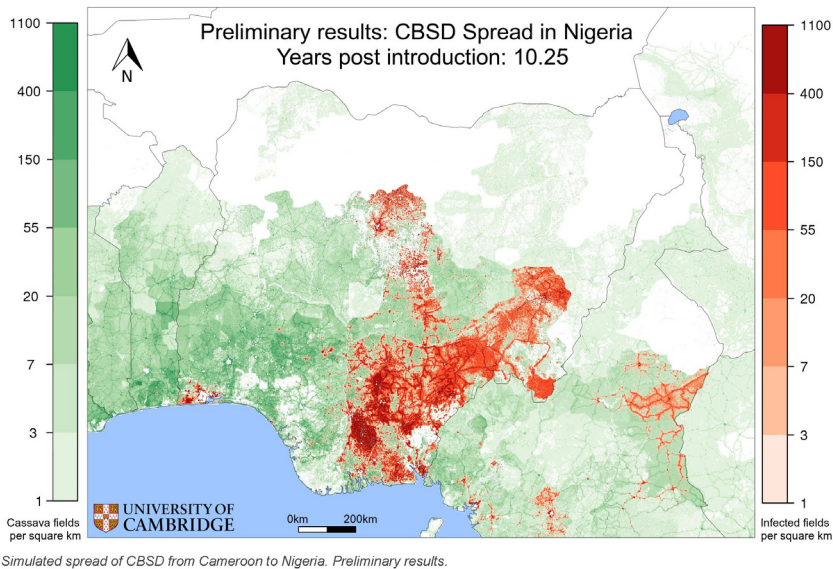 Preliminary results: CBSD Spread in Nigeria
Years post introduction: 10.25
N
1100
400
150
55
20
7
3
1
Cassava fields
per square km
1100
400
150
55
20
7
3
1
Infected fields
per square km
UNIVERSITY OF
CAMBRIDGE
0km 200km
Simulated spread of CBSD from Cameroon to Nigeria. Preliminary results.